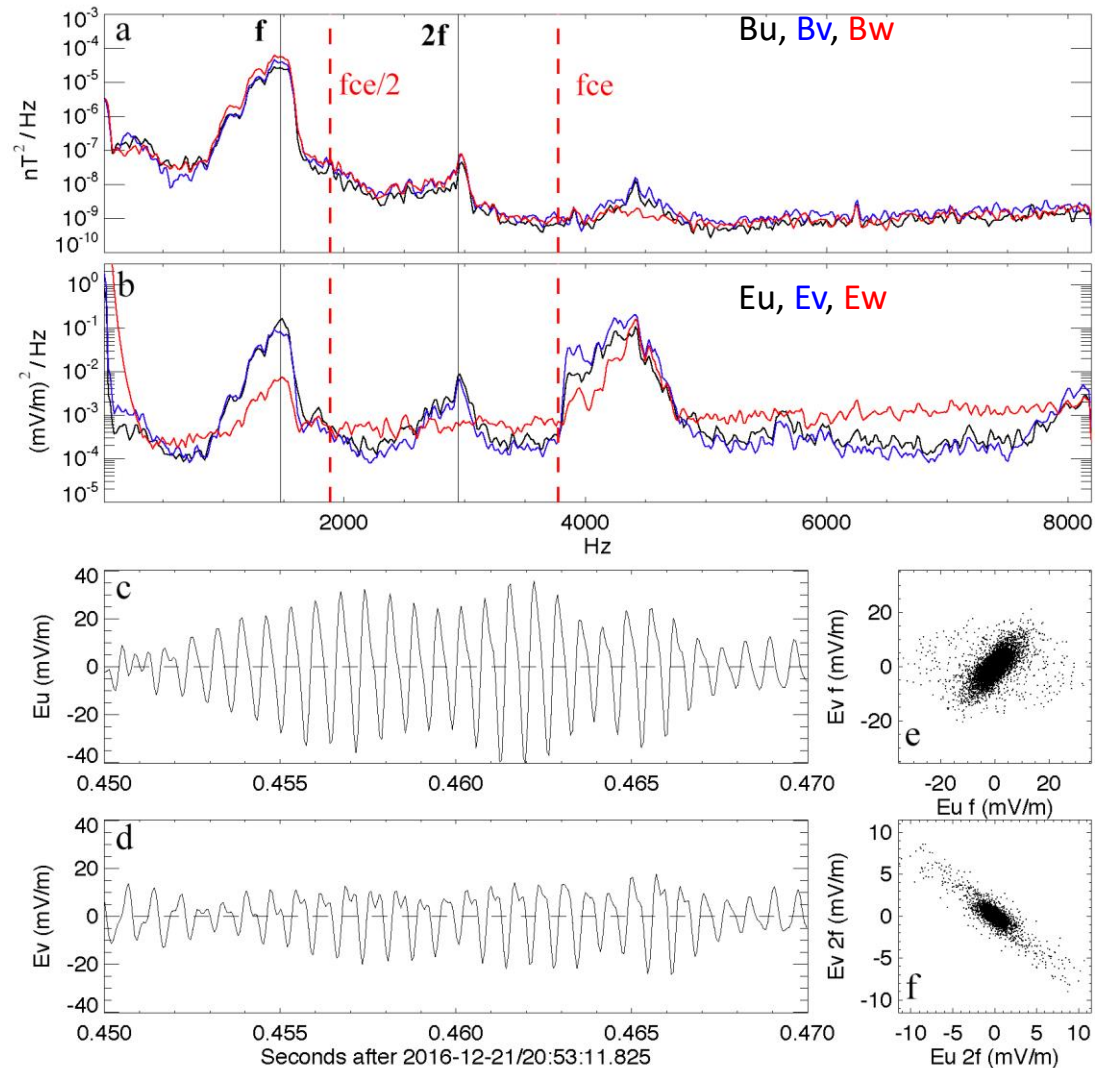 a
f
2f
Bu, Bv, Bw
fce/2
fce
10^-3
10^-4
10^-5
10^-6
10^-7
10^-8
10^-9
10^-10
nT^2 / Hz
b
Eu, Ev, Ew
10^0
10^-1
10^-2
10^-3
10^-4
10^-5
(mV/m)^2 / Hz
2000 4000 6000 8000
Hz
c
40
20
0
-20
-40
Eu (mV/m)
0.450 0.455 0.460 0.465 0.470
e
20
0
-20
Ev f (mV/m)
-20 0 20
Eu f (mV/m)
d
40
20
0
-20
-40
Ev (mV/m)
0.450 0.455 0.460 0.465 0.470
Seconds after 2016-12-21/20:53:11.825
f
10
5
0
-5
-10
Ev 2f (mV/m)
-10 -5 0 5 10
Eu 2f (mV/m)